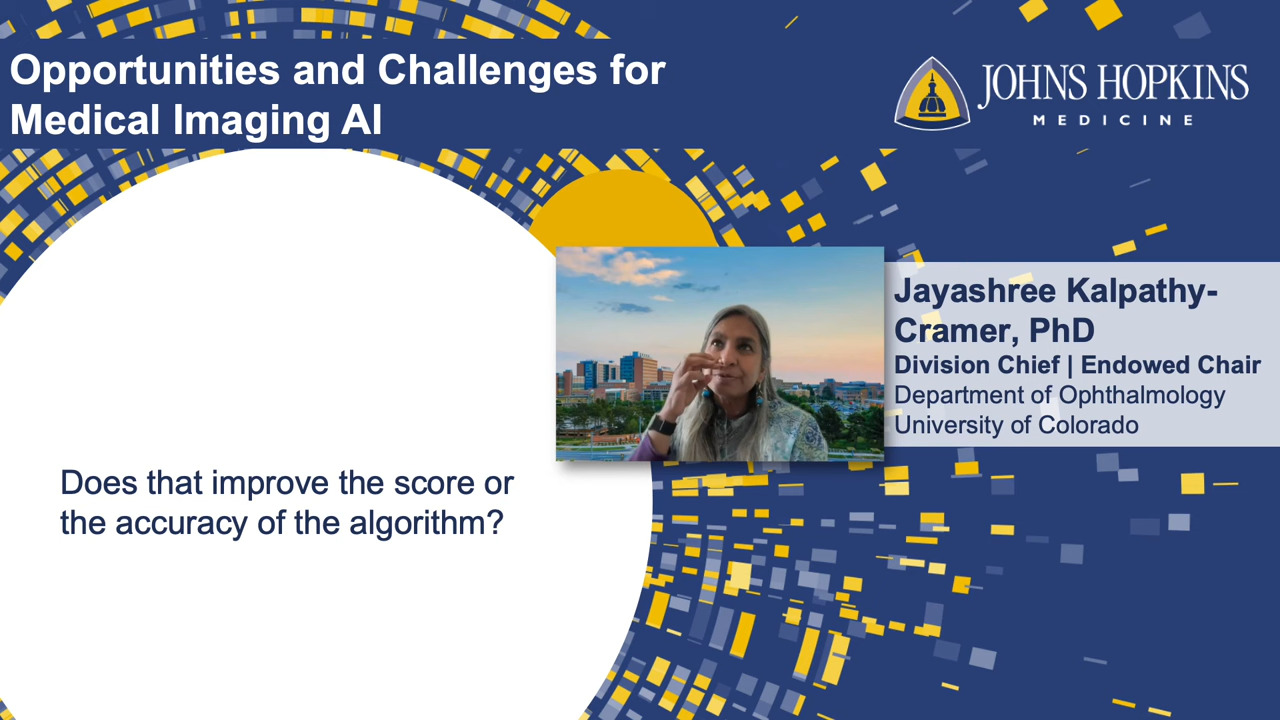 Opportunities and Challenges for
Medical Imaging AI
JOHNS HOPKINS
MEDICINE
Jayashree Kalpathy-
Cramer, PhD
Division Chief | Endowed Chair
Department of Ophthalmology
University of Colorado
Does that improve the score or
the accuracy of the algorithm?